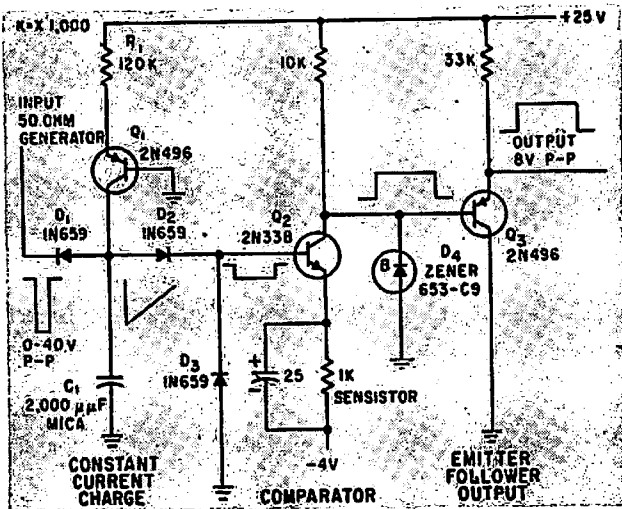 K=X 1,000
+25V
R1
120K
10K
33K
INPUT
50 OHM
GENERATOR
Q1
2N496
OUTPUT
8V P-P
D1
1N659
D2
1N659
Q2
2N338
B
D4
ZENER
653-C9
Q3
2N496
0-40V
P-P
D3
1N659
+
25
-
1K
SENSISTOR
C1
2,000 μμF
MICA
-4V
CONSTANT
CURRENT
CHARGE
COMPARATOR
EMITTER
FOLLOWER
OUTPUT